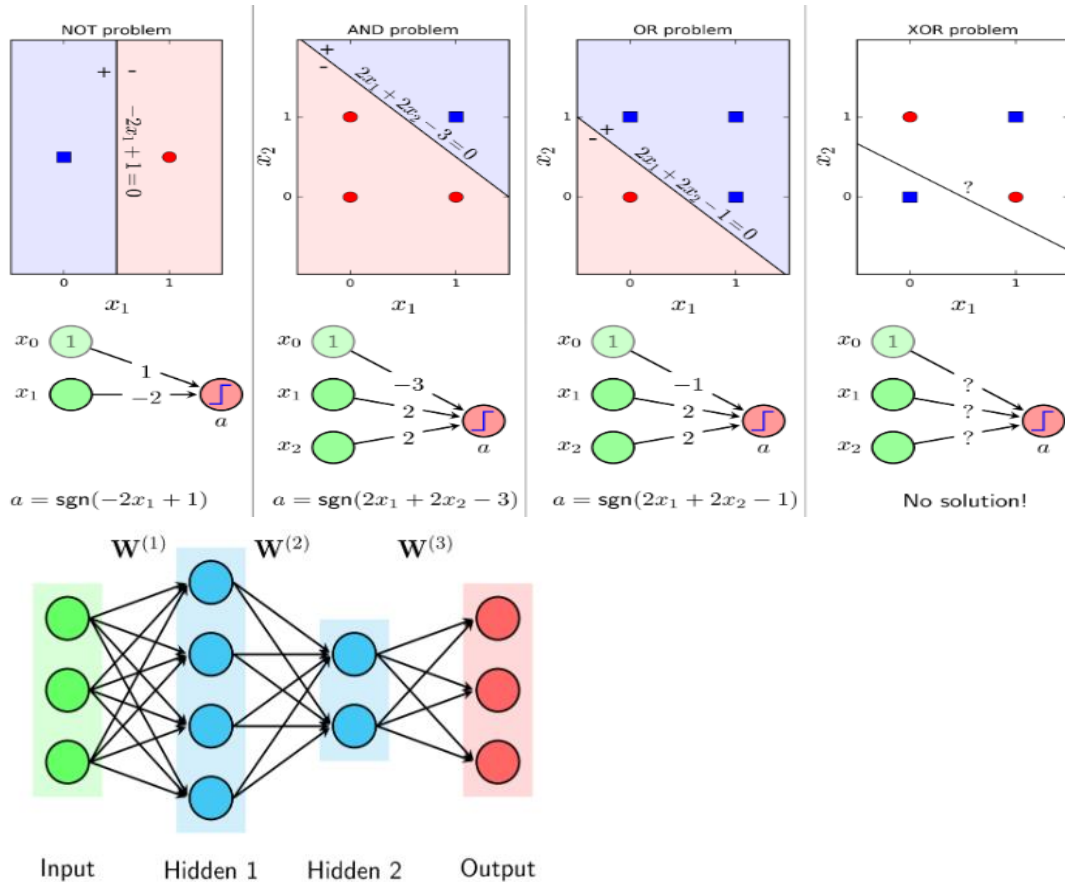 NOT problem
+ -
−2x₁ + 1 = 0
0 1
x₁
x₀ 1
x₁
1
−2
a
a = sgn(−2x₁ + 1)
AND problem
+
-
2x₁ + 2x₂ − 3 = 0
x₂
1
0
0 1
x₁
x₀ 1
x₁
x₂
−3
2
2
a
a = sgn(2x₁ + 2x₂ − 3)
OR problem
+
-
2x₁ + 2x₂ − 1 = 0
x₂
1
0
0 1
x₁
x₀ 1
x₁
x₂
−1
2
2
a
a = sgn(2x₁ + 2x₂ − 1)
XOR problem
?
x₂
1
0
0 1
x₁
x₀ 1
x₁
x₂
?
?
?
a
No solution!
W⁽¹⁾ W⁽²⁾ W⁽³⁾
Input Hidden 1 Hidden 2 Output